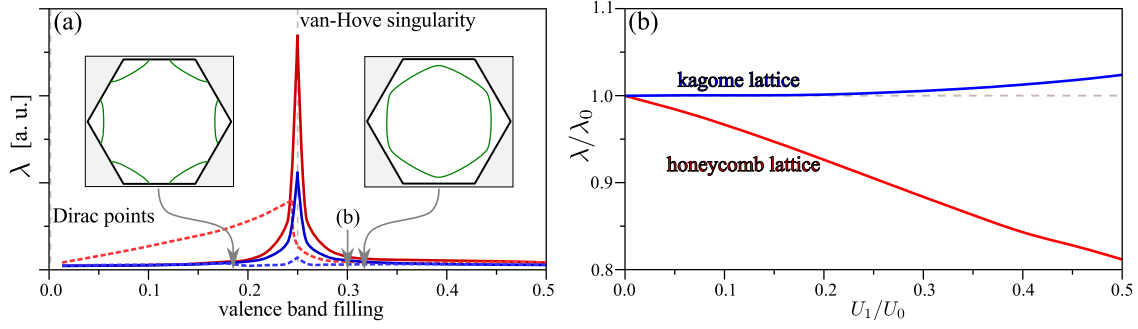 (a)
van-Hove singularity
λ [a. u.]
Dirac points
(b)
0.0 0.1 0.2 0.3 0.4 0.5
valence band filling
(b)
kagome lattice
honeycomb lattice
λ/λ₀
1.0
0.9
0.8
0.0 0.1 0.2 0.3 0.4 0.5
U₁/U₀